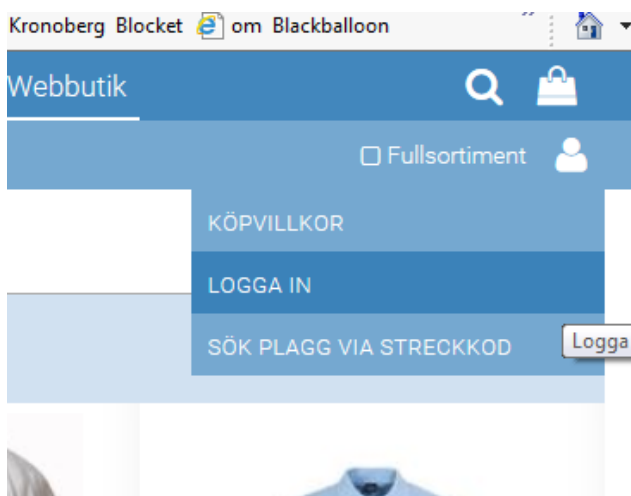 Kronoberg Blocket om Blackballoon »
Webbutik
Fullsortiment
KÖPVILLKOR
LOGGA IN
SÖK PLAGG VIA STRECKKOD
Logga